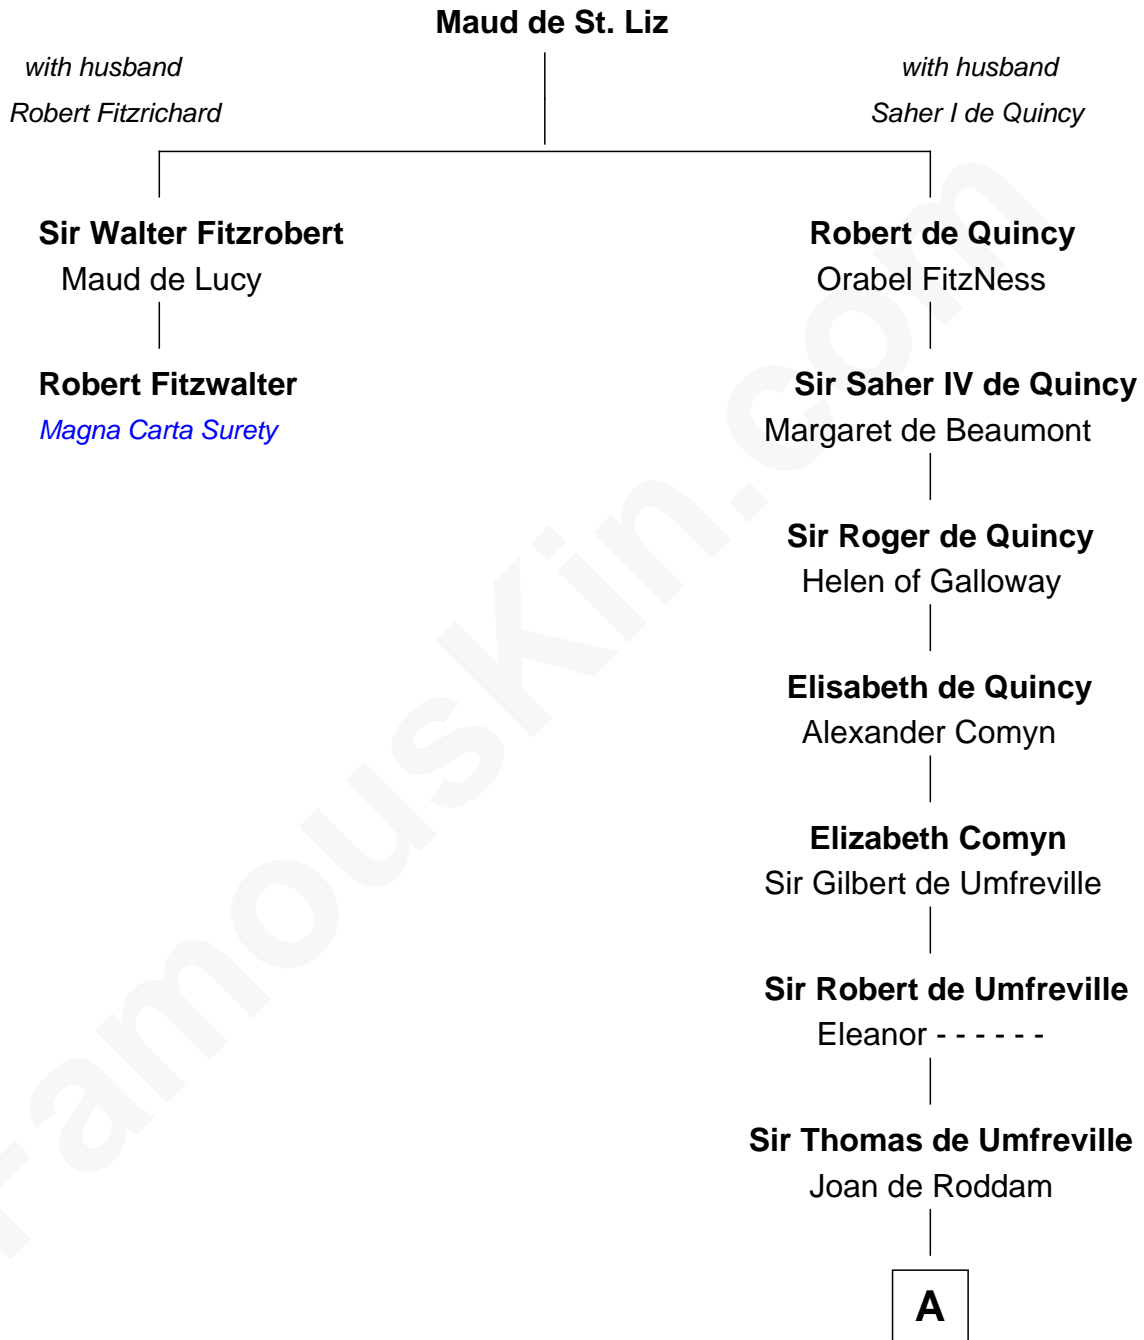 Maud de St. Liz
with husband
Robert Fitzrichard
with husband
Saher I de Quincy
Sir Walter Fitzrobert
Maud de Lucy
Robert Fitzwalter
Magna Carta Surety
Robert de Quincy
Orabel FitzNess
Sir Saher IV de Quincy
Margaret de Beaumont
Sir Roger de Quincy
Helen of Galloway
Elisabeth de Quincy
Alexander Comyn
Elizabeth Comyn
Sir Gilbert de Umfreville
Sir Robert de Umfreville
Eleanor - - - - - -
Sir Thomas de Umfreville
Joan de Roddam
A
FamousKin.com